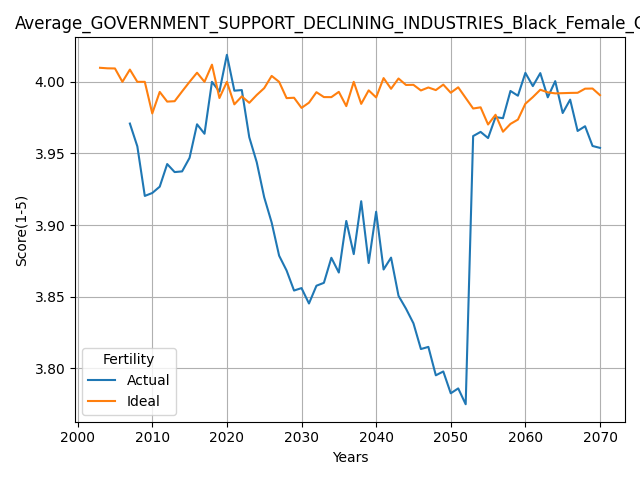 Average_GOVERNMENT_SUPPORT_DECLINING_INDUSTRIES_Black_Female_
Score(1-5)
4.00
3.95
3.90
3.85
3.80
Fertility
Actual
Ideal
2000 2010 2020 2030 2040 2050 2060 2070
Years